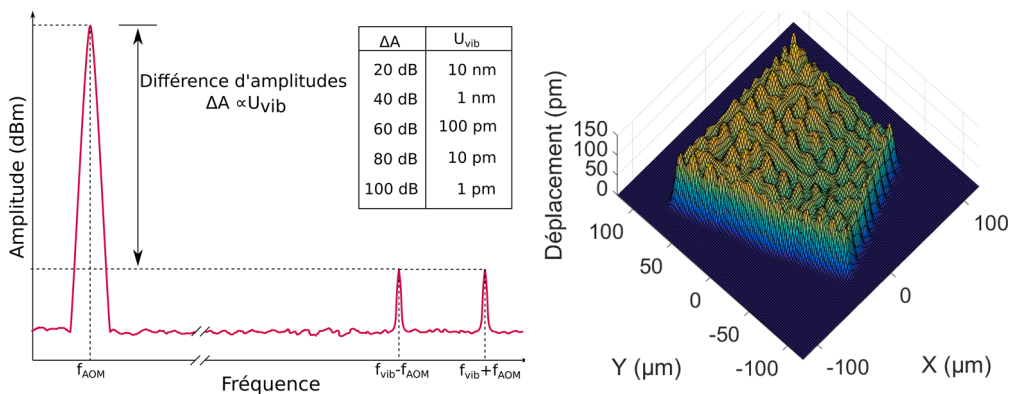 Amplitude (dBm)
Différence d'amplitudes
ΔA ∝Uvib
ΔA Uvib
20 dB 10 nm
40 dB 1 nm
60 dB 100 pm
80 dB 10 pm
100 dB 1 pm
fAOM
fvib-fAOM
fvib+fAOM
Fréquence
Déplacement (pm)
150
100
50
0
100
50
0
-50
-100
Y (µm)
100
0
-100
X (µm)